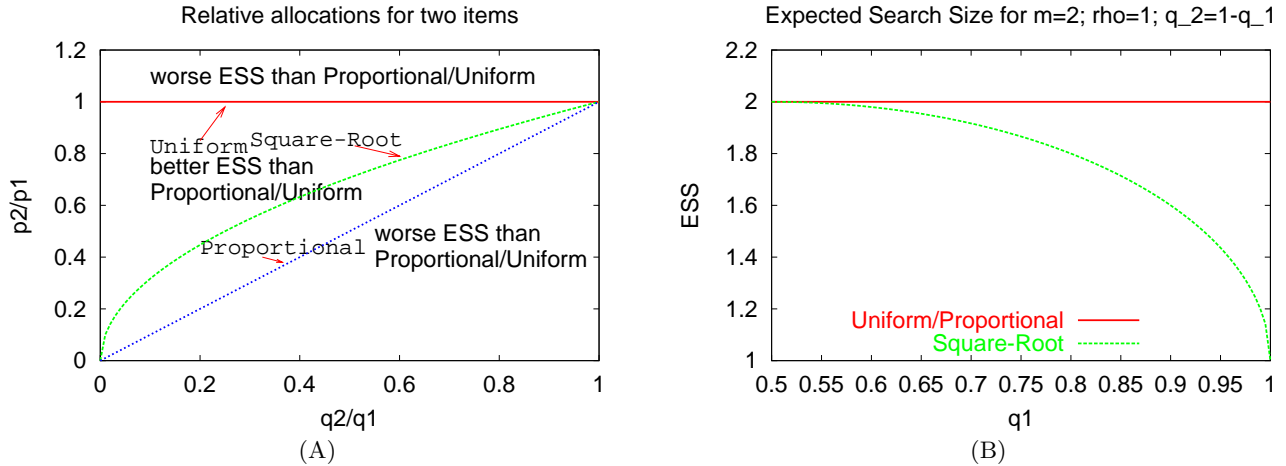 Relative allocations for two items
1.2
1
0.8
0.6
0.4
0.2
0
p2/p1
worse ESS than Proportional/Uniform
Uniform
Square-Root
better ESS than
Proportional/Uniform
Proportional
worse ESS than
Proportional/Uniform
0 0.2 0.4 0.6 0.8 1
q2/q1
(A)
Expected Search Size for m=2; rho=1; q_2=1-q_1
2.2
2
1.8
1.6
1.4
1.2
1
ESS
Uniform/Proportional
Square-Root
0.5 0.55 0.6 0.65 0.7 0.75 0.8 0.85 0.9 0.95 1
q1
(B)